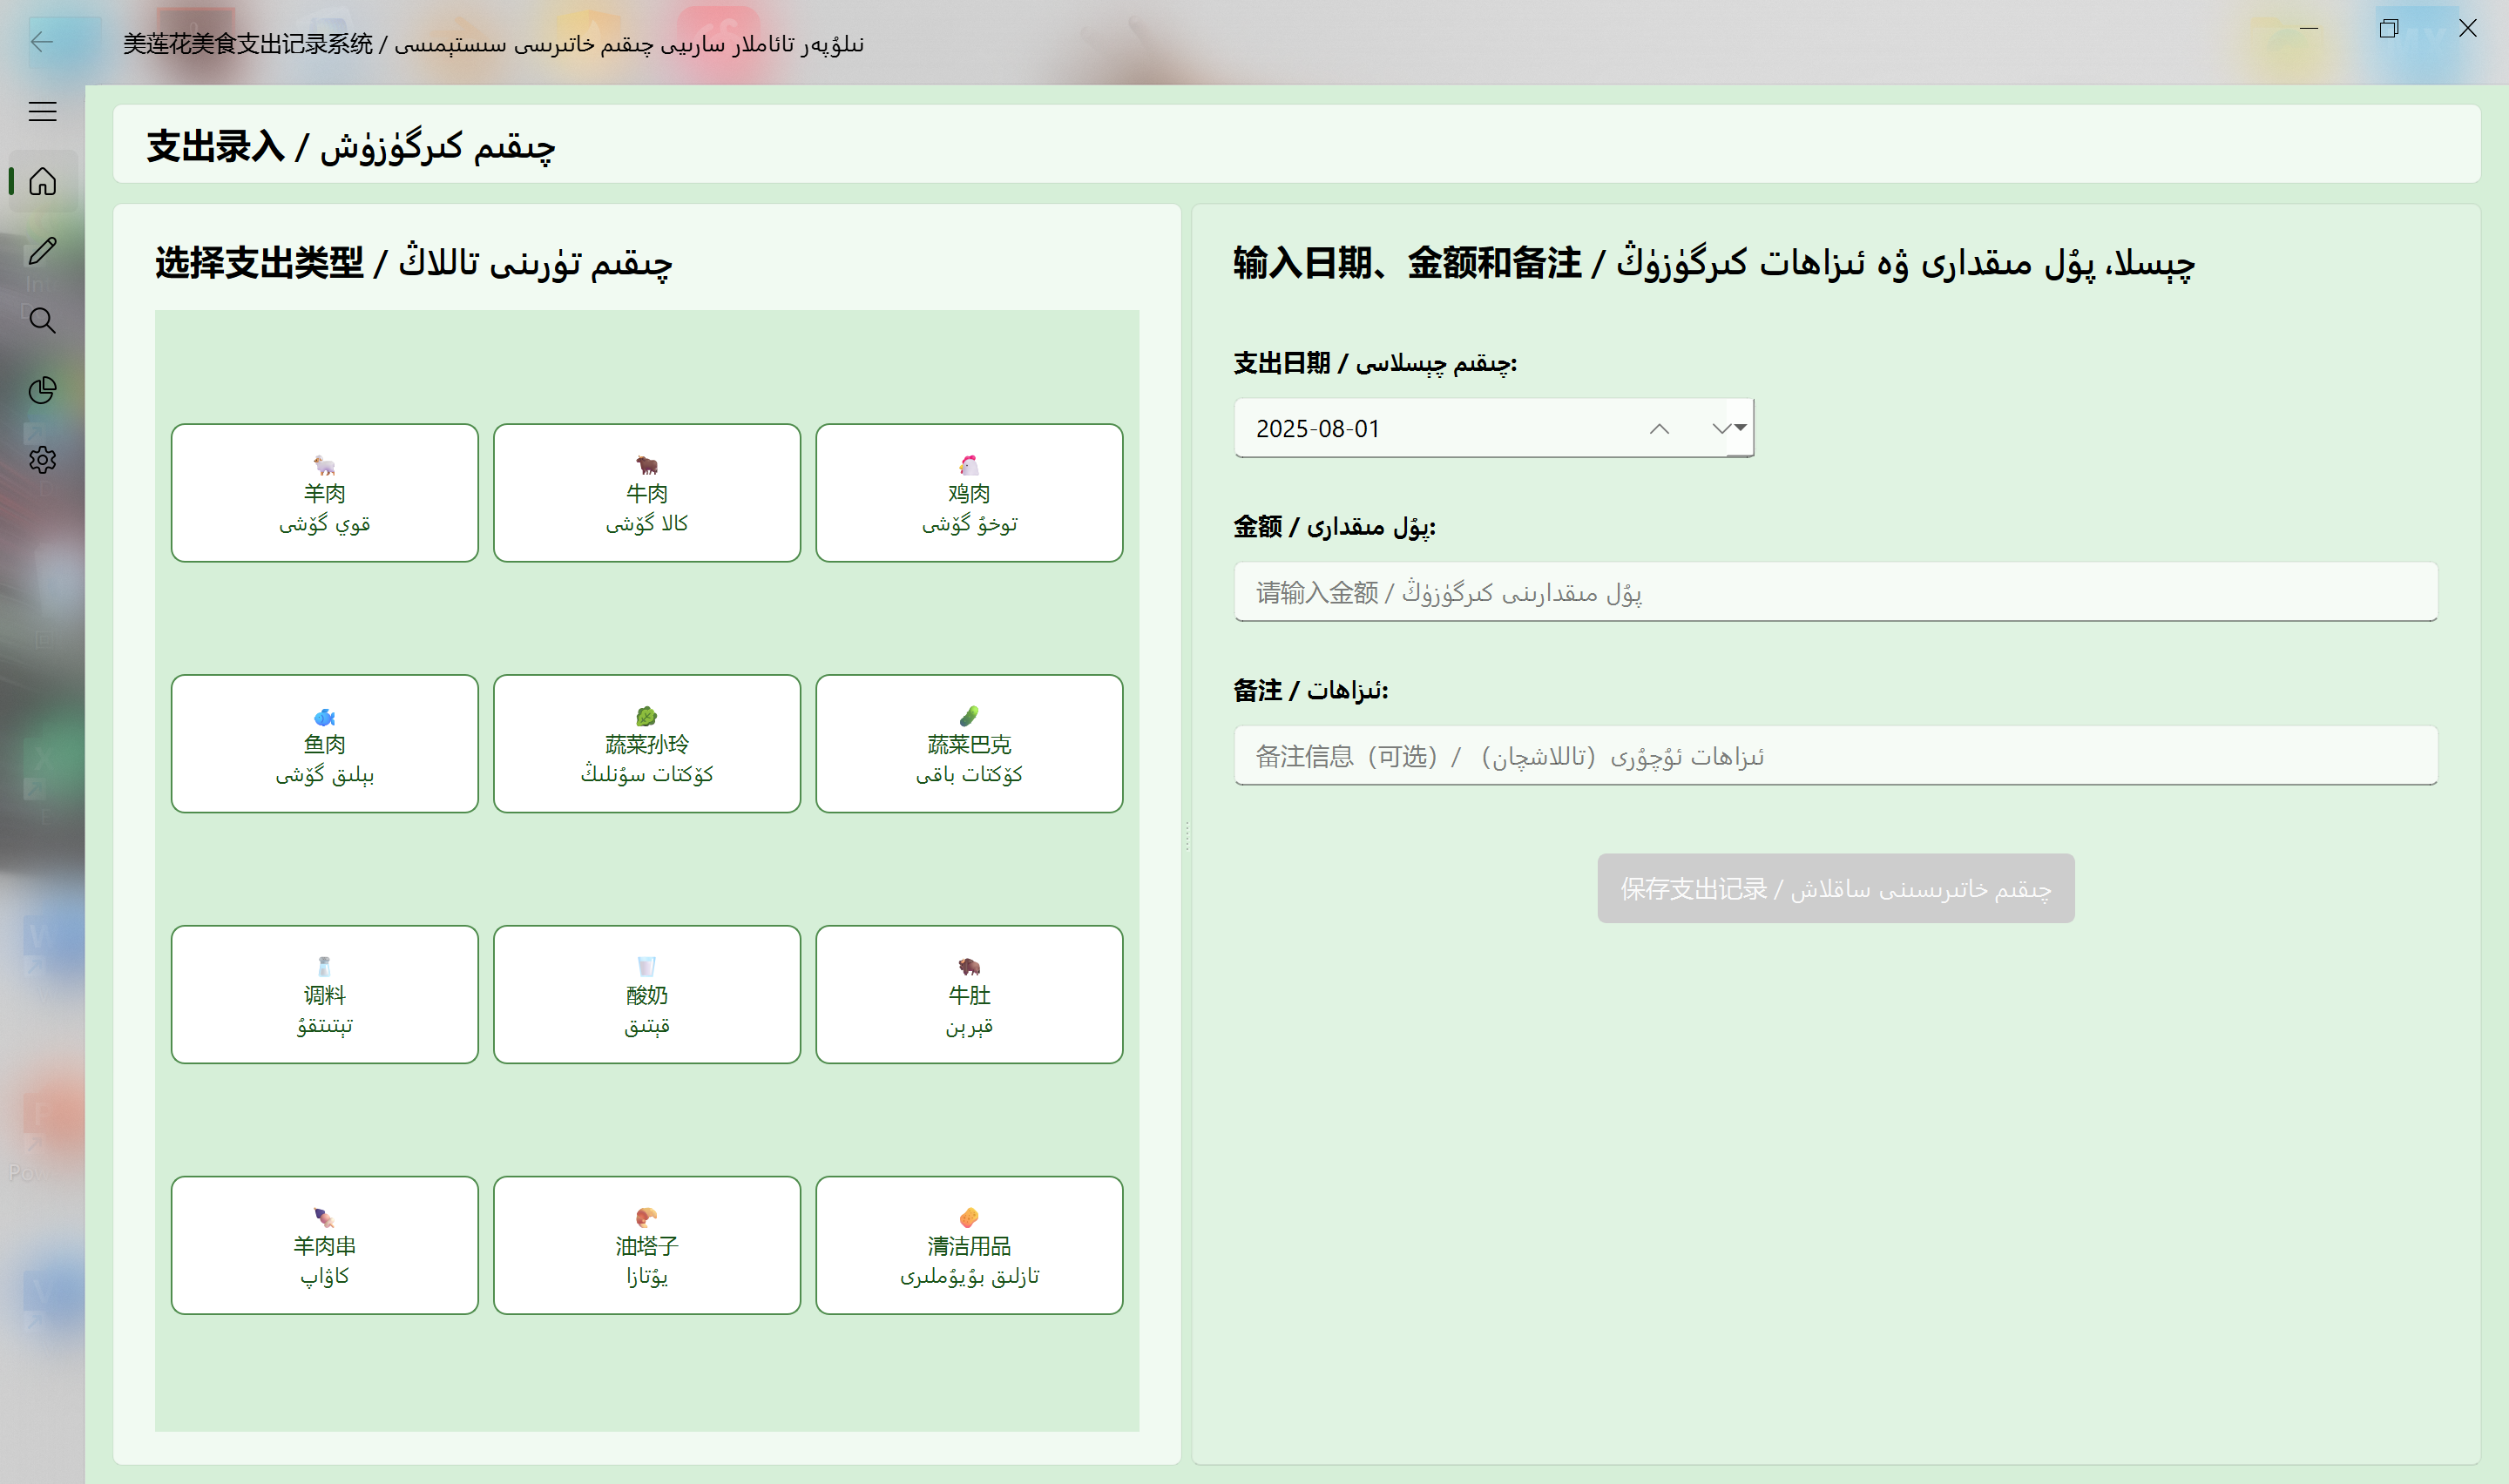 美莲花美食支出记录系统 / نىلۇپەر تائاملار سارىيى چىقىم خاتىرىسى سىستېمىسى
支出录入 / چىقىم كىرگۈزۈش
选择支出类型 / چىقىم تۈرىنى تاللاڭ
羊肉
قوي گۆشى
牛肉
كالا گۆشى
鸡肉
توخۇ گۆشى
鱼肉
بېلىق گۆشى
蔬菜孙玲
كۆكتات سۇنلىڭ
蔬菜巴克
كۆكتات باقى
调料
تېتىتقۇ
酸奶
قېتىق
牛肚
قېرېن
羊肉串
كاۋاپ
油塔子
يۇتازا
清洁用品
تازىلىق بۇيۇملىرى
输入日期、金额和备注 / چېسلا، پۇل مىقدارى ۋە ئىزاھات كىرگۈزۈڭ
支出日期 / چىقىم چېسلاسى:
2025-08-01
金额 / پۇل مىقدارى:
请输入金额 / پۇل مىقدارىنى كىرگۈزۈڭ
备注 / ئىزاھات:
备注信息（可选）/ ئىزاھات ئۇچۇرى（تاللاشچان）
保存支出记录 / چىقىم خاتىرىسىنى ساقلاش